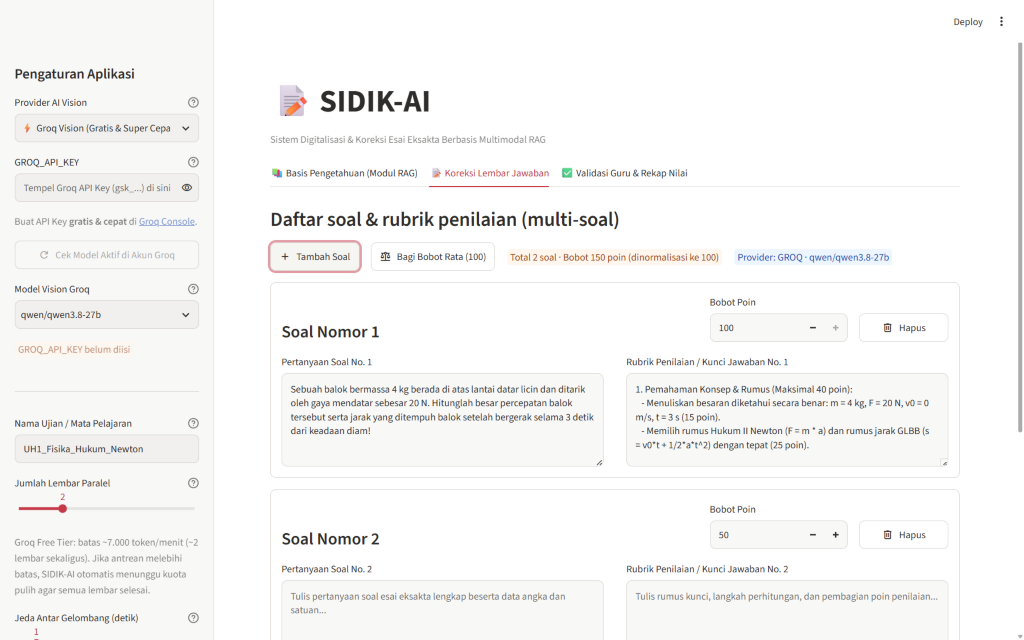 Deploy
Pengaturan Aplikasi
Provider AI Vision
Groq Vision (Gratis & Super Cepa
GROQ_API_KEY
Tempel Groq API Key (gsk_...) di sini
Buat API Key gratis & cepat di Groq Console.
Cek Model Aktif di Akun Groq
Model Vision Groq
qwen/qwen3.8-27b
GROQ_API_KEY belum diisi
Nama Ujian / Mata Pelajaran
UH1_Fisika_Hukum_Newton
Jumlah Lembar Paralel
2
Groq Free Tier: batas ~7.000 token/menit (~2
lembar sekaligus). Jika antrean melebihi
batas, SIDIK-AI otomatis menunggu kuota
pulih agar semua lembar selesai.
Jeda Antar Gelombang (detik)
1
SIDIK-AI
Sistem Digitalisasi & Koreksi Esai Eksakta Berbasis Multimodal RAG
Basis Pengetahuan (Modul RAG)
Koreksi Lembar Jawaban
Validasi Guru & Rekap Nilai
Daftar soal & rubrik penilaian (multi-soal)
+ Tambah Soal
Bagi Bobot Rata (100)
Total 2 soal · Bobot 150 poin (dinormalisasi ke 100)
Provider: GROQ · qwen/qwen3.8-27b
Soal Nomor 1
Bobot Poin
100 − +
Hapus
Pertanyaan Soal No. 1
Sebuah balok bermassa 4 kg berada di atas lantai datar licin dan ditarik
oleh gaya mendatar sebesar 20 N. Hitunglah besar percepatan balok
tersebut serta jarak yang ditempuh balok setelah bergerak selama 3 detik
dari keadaan diam!
Rubrik Penilaian / Kunci Jawaban No. 1
1. Pemahaman Konsep & Rumus (Maksimal 40 poin):
- Menuliskan besaran diketahui secara benar: m = 4 kg, F = 20 N, v0 = 0
m/s, t = 3 s (15 poin).
- Memilih rumus Hukum II Newton (F = m * a) dan rumus jarak GLBB (s
= v0*t + 1/2*a*t^2) dengan tepat (25 poin).
Soal Nomor 2
Bobot Poin
50 − +
Hapus
Pertanyaan Soal No. 2
Tulis pertanyaan soal esai eksakta lengkap beserta data angka dan
satuan...
Rubrik Penilaian / Kunci Jawaban No. 2
Tulis rumus kunci, langkah perhitungan, dan pembagian poin penilaian...